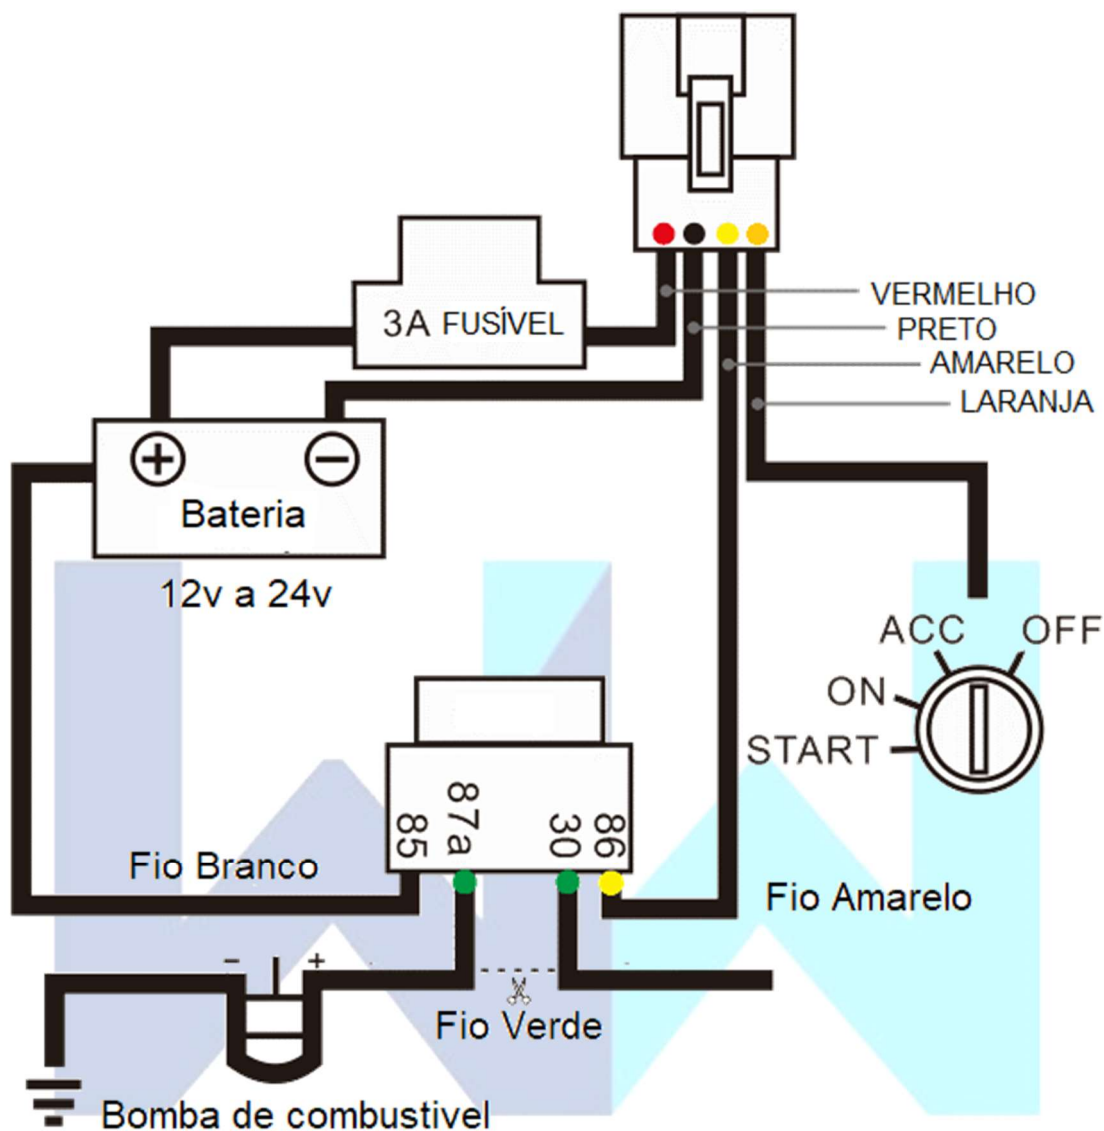 3A FUSÍVEL
VERMELHO
PRETO
AMARELO
LARANJA
+
−
Bateria
12v a 24v
ACC
OFF
ON
START
85
87a
30
86
Fio Branco
Fio Amarelo
− +
Fio Verde
Bomba de combustivel